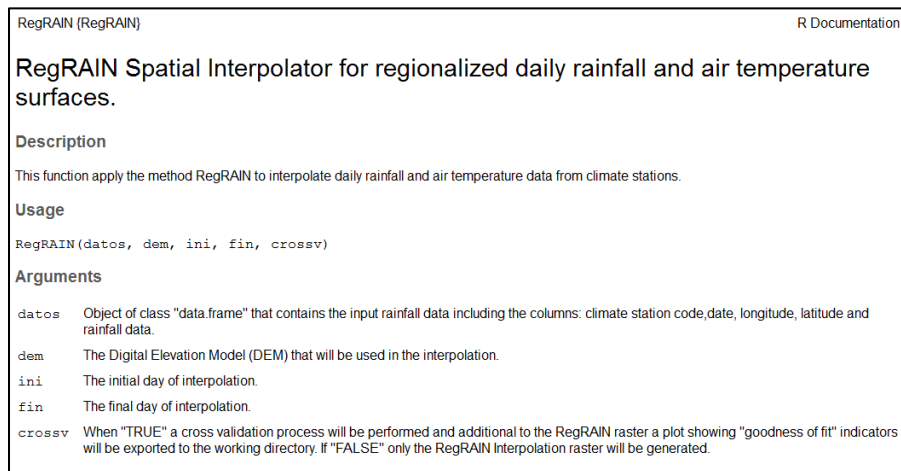 RegRAIN {RegRAIN} R Documentation
RegRAIN Spatial Interpolator for regionalized daily rainfall and air temperature
surfaces.
Description
This function apply the method RegRAIN to interpolate daily rainfall and air temperature data from climate stations.
Usage
RegRAIN(datos, dem, ini, fin, crossv)
Arguments
datos Object of class "data.frame" that contains the input rainfall data including the columns: climate station code,date, longitude, latitude and
rainfall data.
dem The Digital Elevation Model (DEM) that will be used in the interpolation.
ini The initial day of interpolation.
fin The final day of interpolation.
crossv When "TRUE" a cross validation process will be performed and additional to the RegRAIN raster a plot showing "goodness of fit" indicators
will be exported to the working directory. If "FALSE" only the RegRAIN Interpolation raster will be generated.